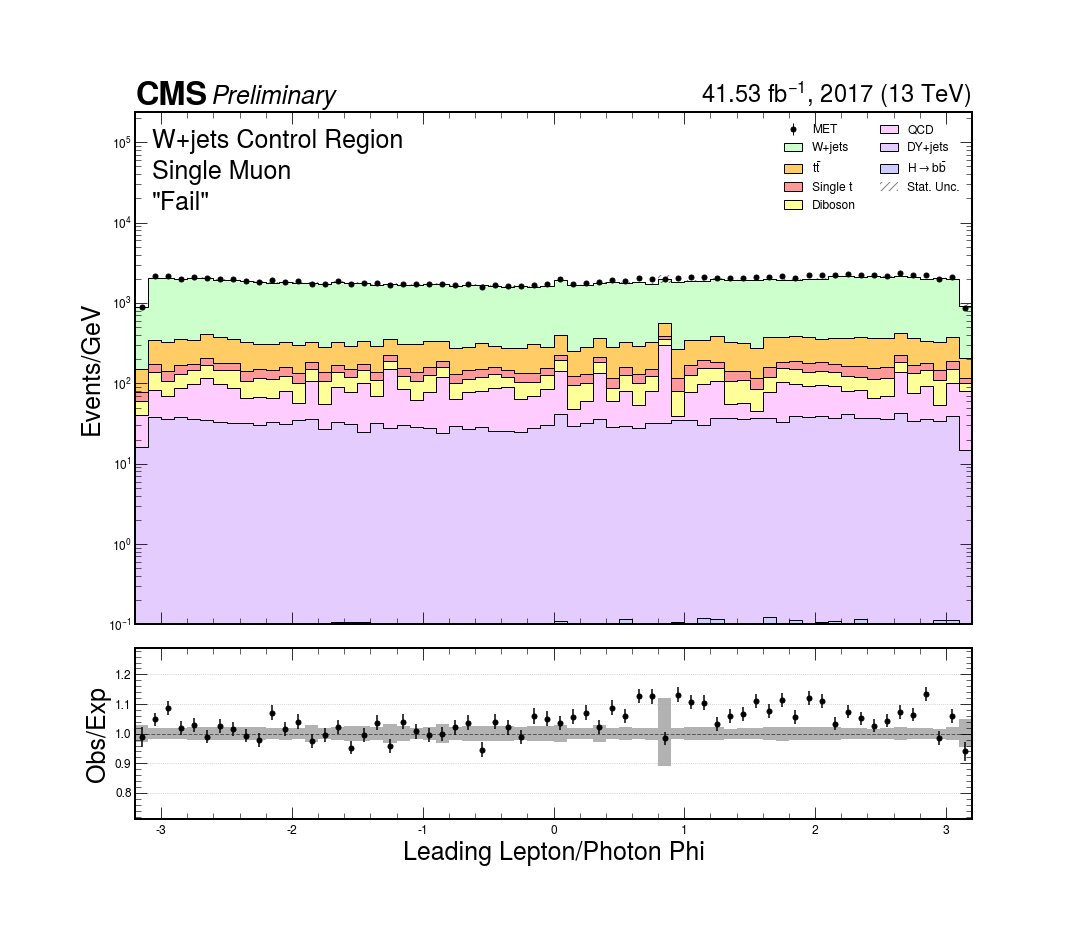 CMS Preliminary
41.53 fb⁻¹, 2017 (13 TeV)
W+jets Control Region
Single Muon
"Fail"
MET
W+jets
tt̄
Single t
Diboson
QCD
DY+jets
H→bb̄
Stat. Unc.
Events/GeV
10⁵
10⁴
10³
10²
10¹
10⁰
10⁻¹
Obs/Exp
1.2
1.1
1.0
0.9
0.8
-3 -2 -1 0 1 2 3
Leading Lepton/Photon Phi